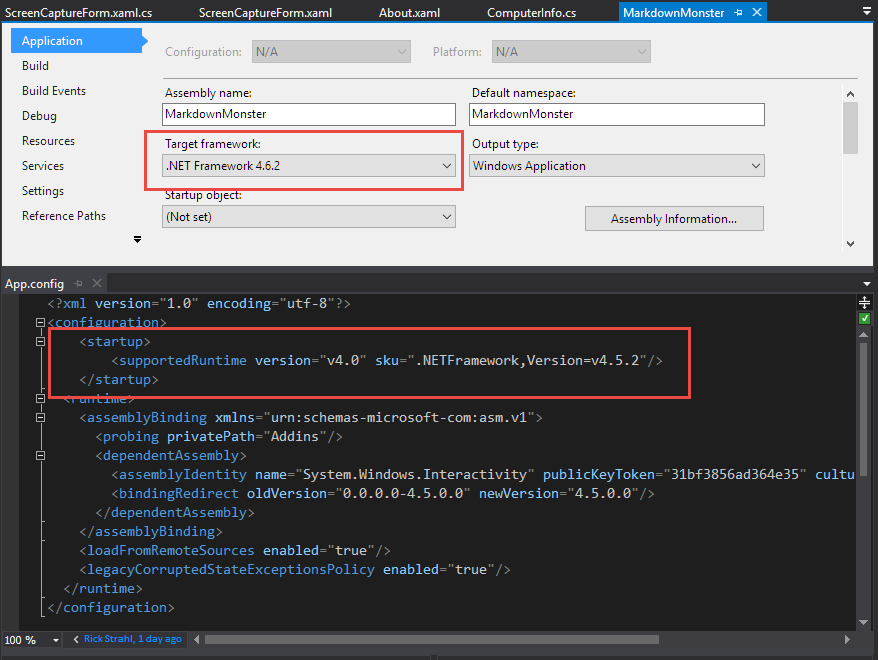 ScreenCaptureForm.xaml.cs ScreenCaptureForm.xaml About.xaml ComputerInfo.cs MarkdownMonster
Application
Build
Build Events
Debug
Resources
Services
Settings
Reference Paths
Configuration: N/A Platform: N/A
Assembly name: Default namespace:
MarkdownMonster MarkdownMonster
Target framework: Output type:
.NET Framework 4.6.2 Windows Application
Startup object:
(Not set) Assembly Information...
App.config
<?xml version="1.0" encoding="utf-8"?>
<configuration>
<startup>
<supportedRuntime version="v4.0" sku=".NETFramework,Version=v4.5.2"/>
</startup>
<runtime>
<assemblyBinding xmlns="urn:schemas-microsoft-com:asm.v1">
<probing privatePath="Addins"/>
<dependentAssembly>
<assemblyIdentity name="System.Windows.Interactivity" publicKeyToken="31bf3856ad364e35" cultu
<bindingRedirect oldVersion="0.0.0.0-4.5.0.0" newVersion="4.5.0.0"/>
</dependentAssembly>
</assemblyBinding>
<loadFromRemoteSources enabled="true"/>
<legacyCorruptedStateExceptionsPolicy enabled="true"/>
</runtime>
</configuration>
100 % Rick Strahl, 1 day ago